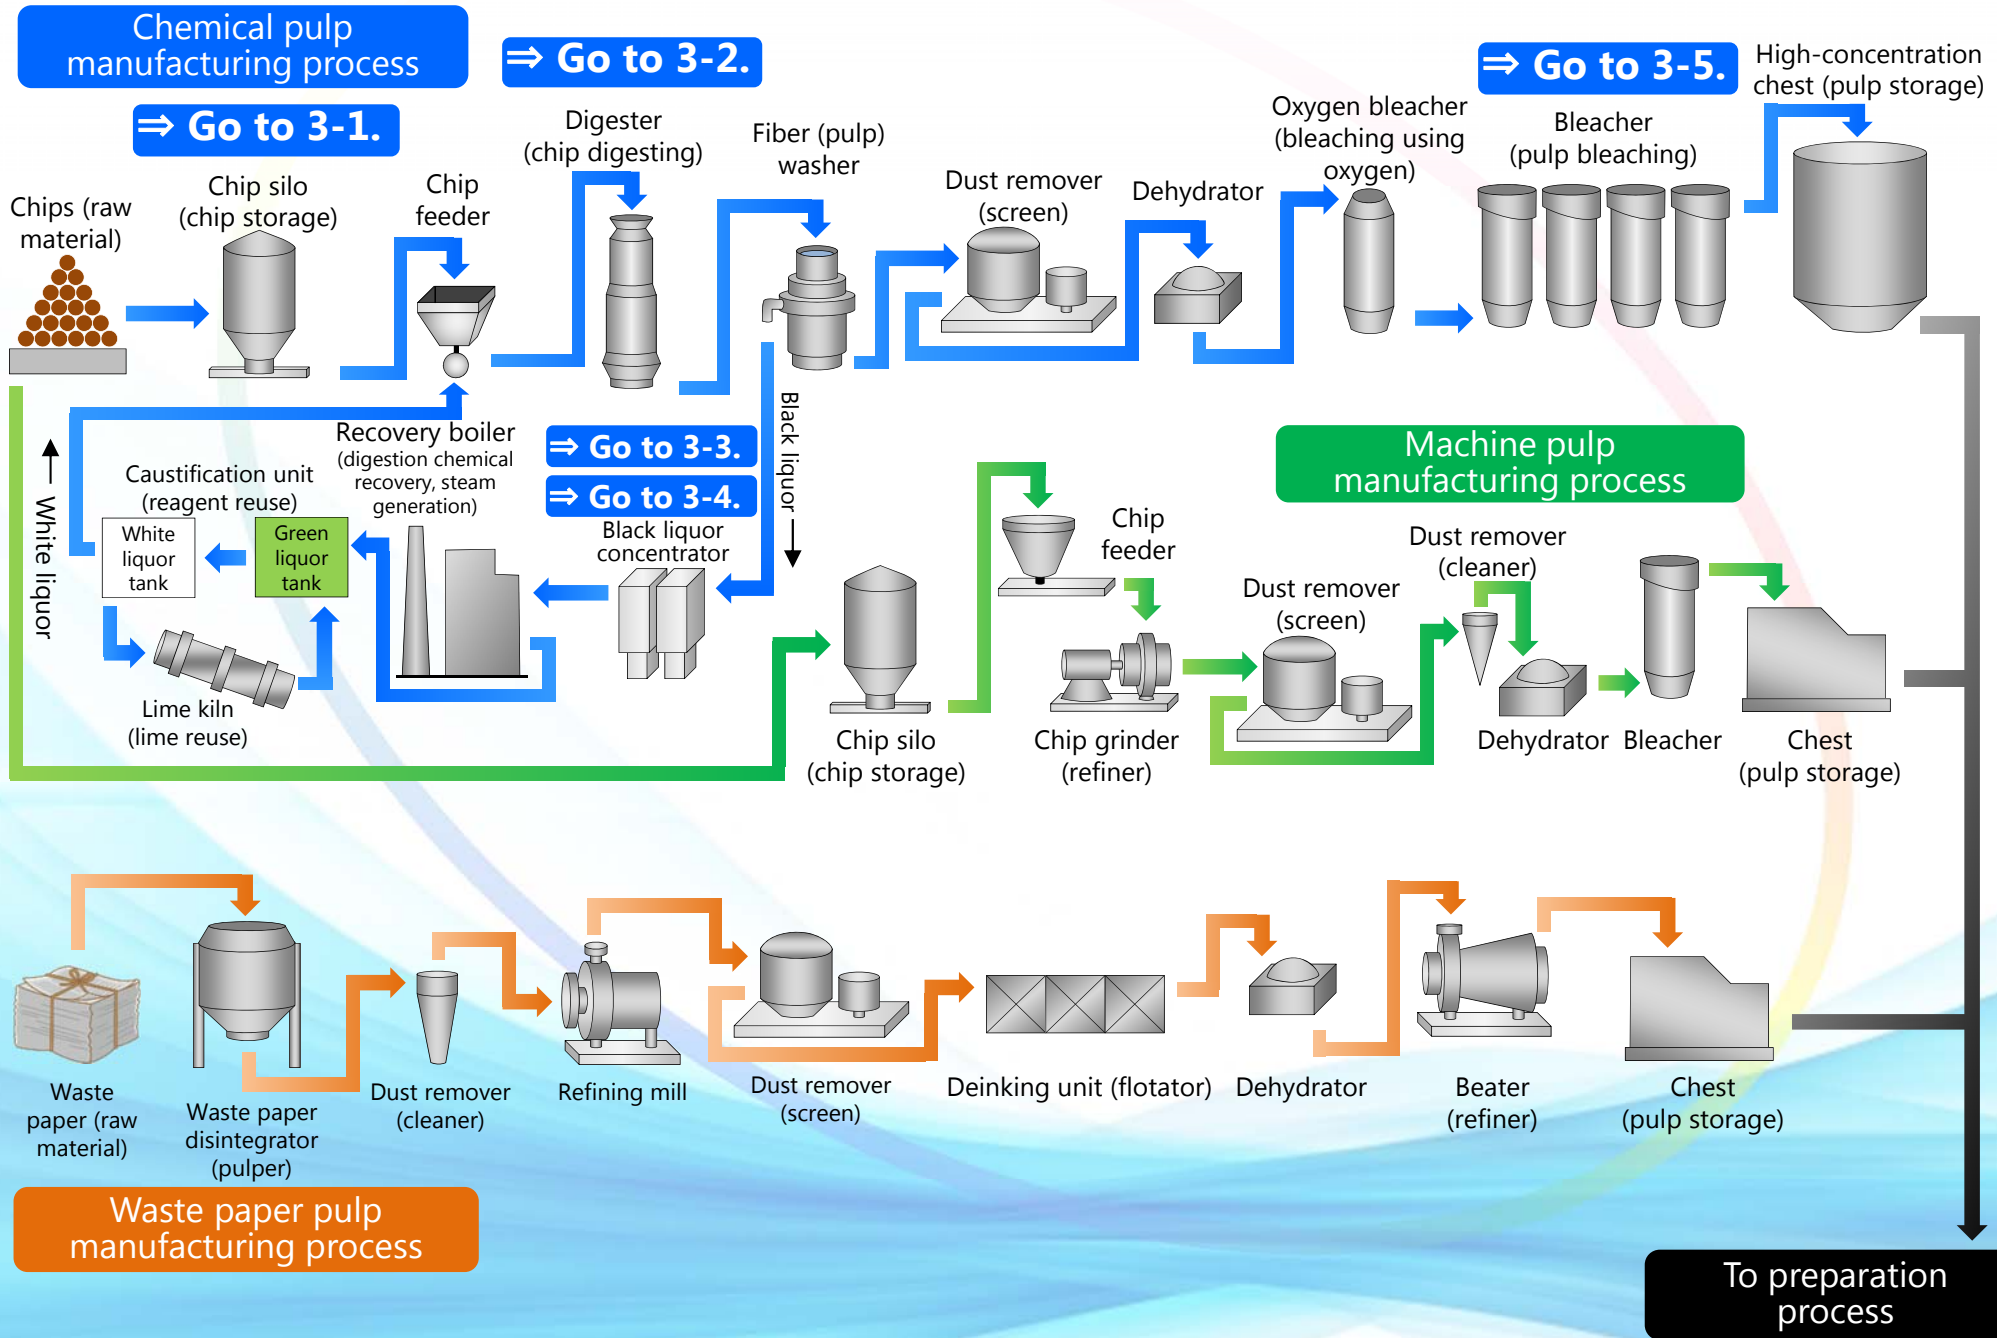 Chemical pulp
manufacturing process
⇒ Go to 3-1.
⇒ Go to 3-2.
⇒ Go to 3-5.
High-concentration
chest (pulp storage)
Chips (raw
material)
Chip silo
(chip storage)
Chip
feeder
Digester
(chip digesting)
Fiber (pulp)
washer
Dust remover
(screen)
Dehydrator
Oxygen bleacher
(bleaching using
oxygen)
Bleacher
(pulp bleaching)
White liquor
Caustification unit
(reagent reuse)
White
liquor
tank
Green
liquor
tank
Lime kiln
(lime reuse)
Recovery boiler
(digestion chemical
recovery, steam
generation)
⇒ Go to 3-3.
⇒ Go to 3-4.
Black liquor
concentrator
Black liquor
Machine pulp
manufacturing process
Chip silo
(chip storage)
Chip
feeder
Chip grinder
(refiner)
Dust remover
(screen)
Dust remover
(cleaner)
Dehydrator
Bleacher
Chest
(pulp storage)
Waste
paper (raw
material)
Waste paper
disintegrator
(pulper)
Dust remover
(cleaner)
Refining mill
Dust remover
(screen)
Deinking unit (flotator)
Dehydrator
Beater
(refiner)
Chest
(pulp storage)
Waste paper pulp
manufacturing process
To preparation
process